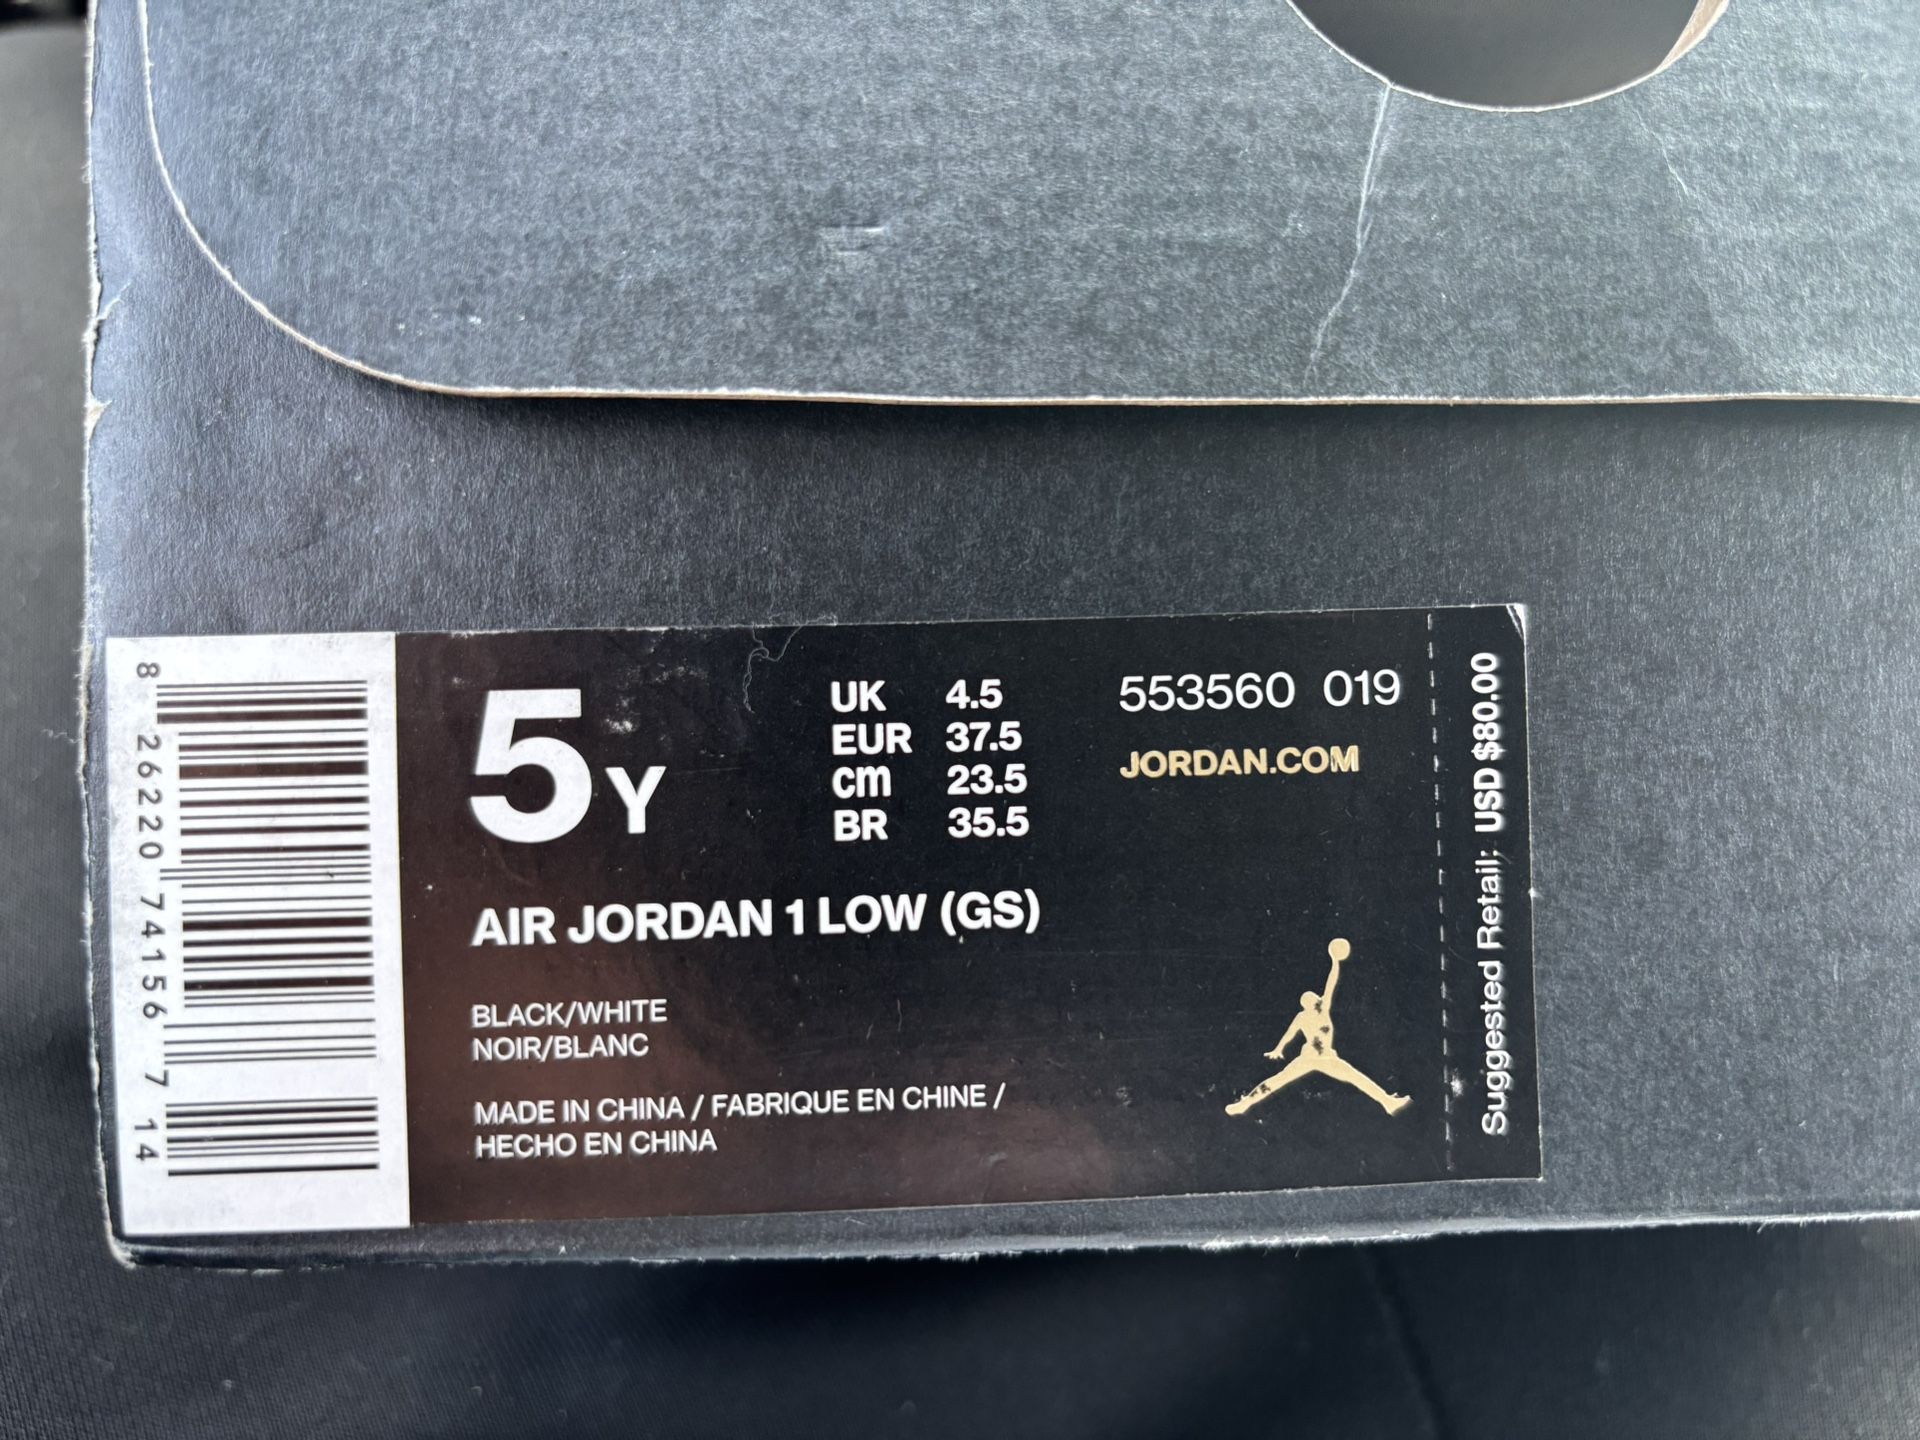 8 26220 74156 7 14
5Y
UK 4.5
EUR 37.5
cm 23.5
BR 35.5
553560 019
JORDAN.COM
AIR JORDAN 1 LOW (GS)
BLACK/WHITE
NOIR/BLANC
MADE IN CHINA / FABRIQUE EN CHINE /
HECHO EN CHINA
Suggested Retail: USD $80.00